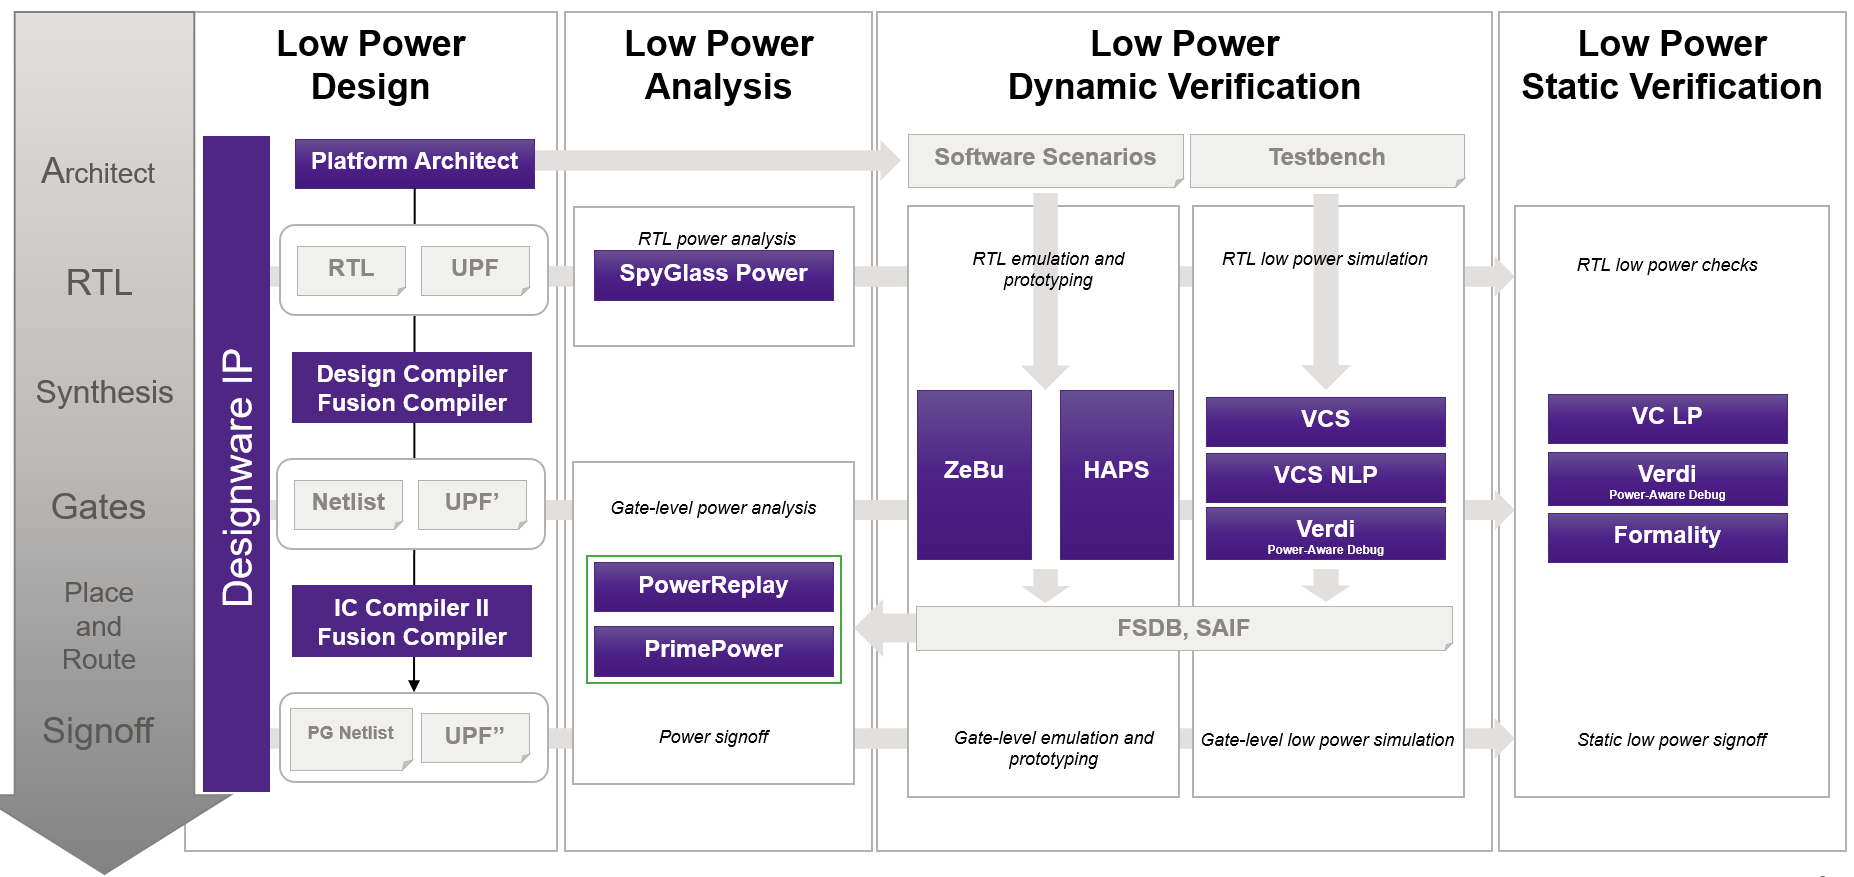 Low Power
Design
Low Power
Analysis
Low Power
Dynamic Verification
Low Power
Static Verification
Architect
RTL
Synthesis
Gates
Place
and
Route
Signoff
Designware IP
Platform Architect
RTL
UPF
Design Compiler
Fusion Compiler
Netlist
UPF’
IC Compiler II
Fusion Compiler
PG Netlist
UPF”
RTL power analysis
SpyGlass Power
Gate-level power analysis
PowerReplay
PrimePower
Power signoff
Software Scenarios
Testbench
RTL emulation and
prototyping
RTL low power simulation
ZeBu
HAPS
VCS
VCS NLP
Verdi
Power-Aware Debug
FSDB, SAIF
Gate-level emulation and
prototyping
Gate-level low power simulation
RTL low power checks
VC LP
Verdi
Power-Aware Debug
Formality
Static low power signoff